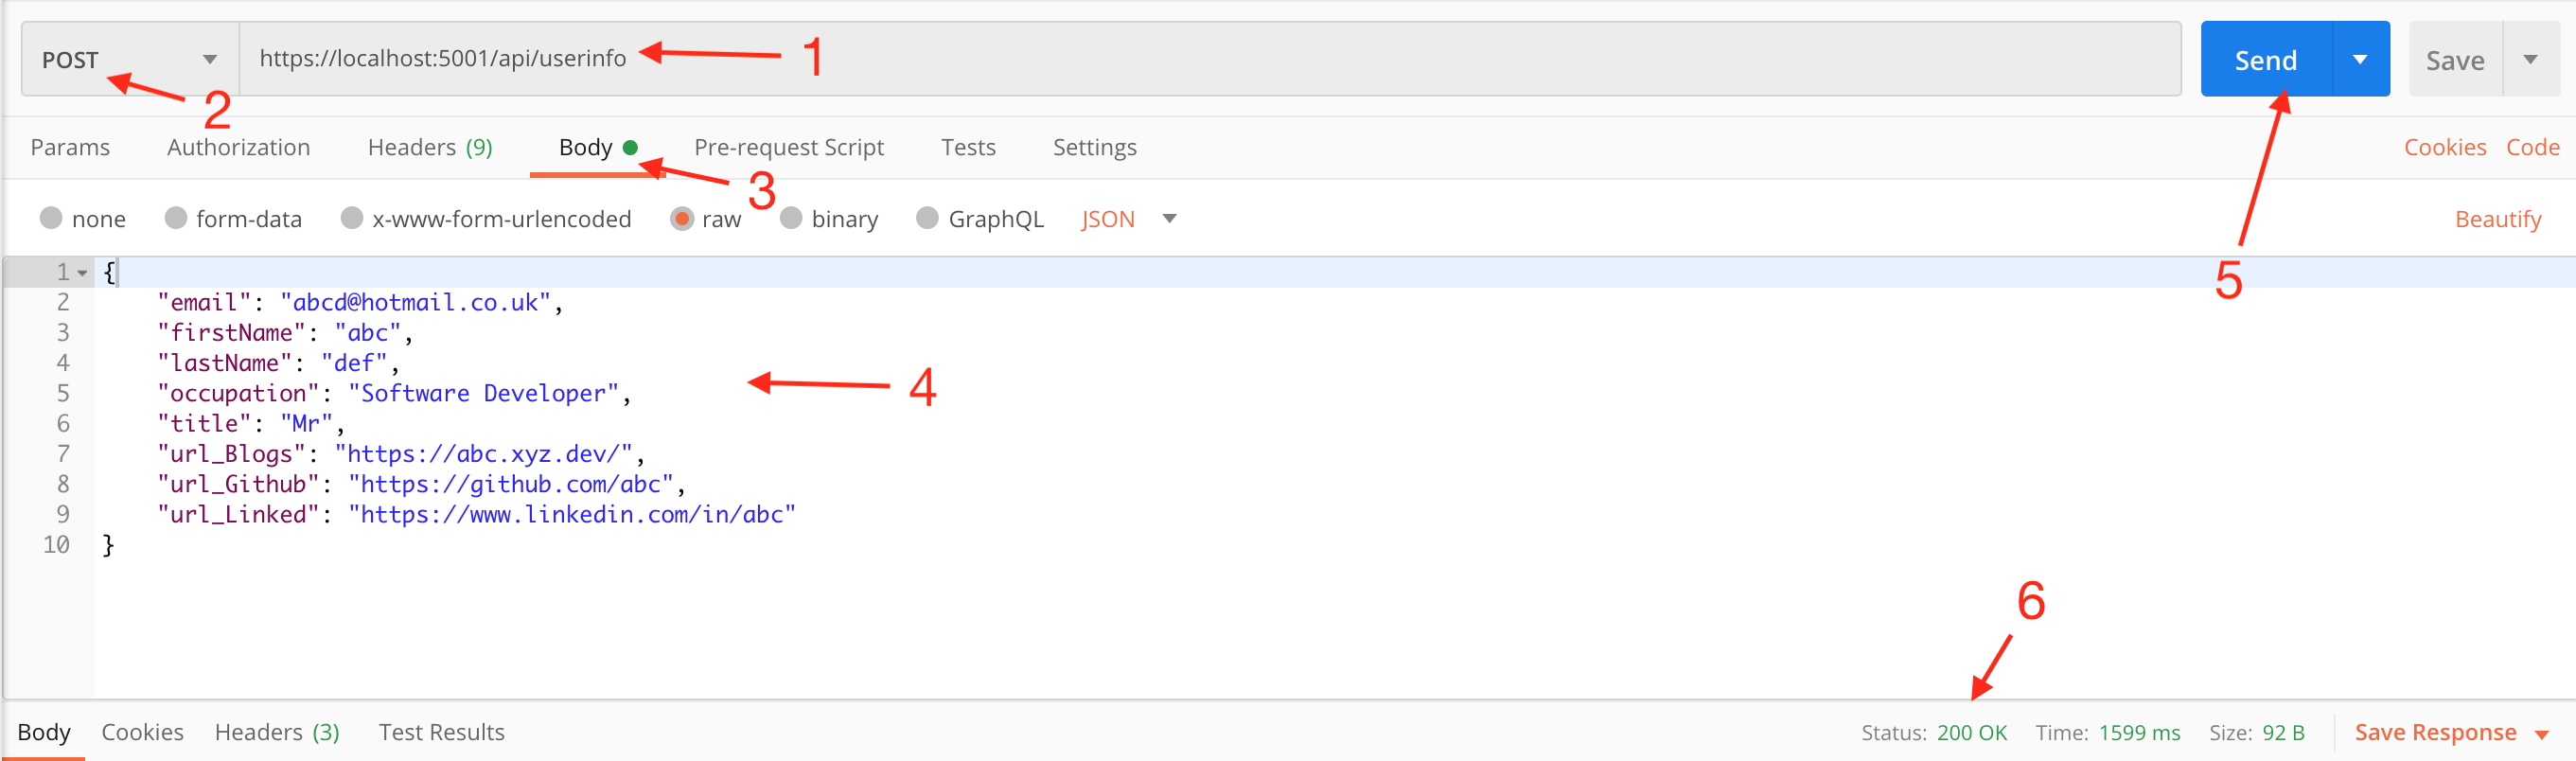 POST https://localhost:5001/api/userinfo 1 Send Save
2
Params Authorization Headers (9) Body Pre-request Script Tests Settings Cookies Code
3
none form-data x-www-form-urlencoded raw binary GraphQL JSON Beautify
5
1 {
2 "email": "abcd@hotmail.co.uk",
3 "firstName": "abc",
4 "lastName": "def",
4
5 "occupation": "Software Developer",
6 "title": "Mr",
7 "url_Blogs": "https://abc.xyz.dev/",
8 "url_Github": "https://github.com/abc",
9 "url_Linked": "https://www.linkedin.com/in/abc"
10 }
6
Body Cookies Headers (3) Test Results Status: 200 OK Time: 1599 ms Size: 92 B Save Response